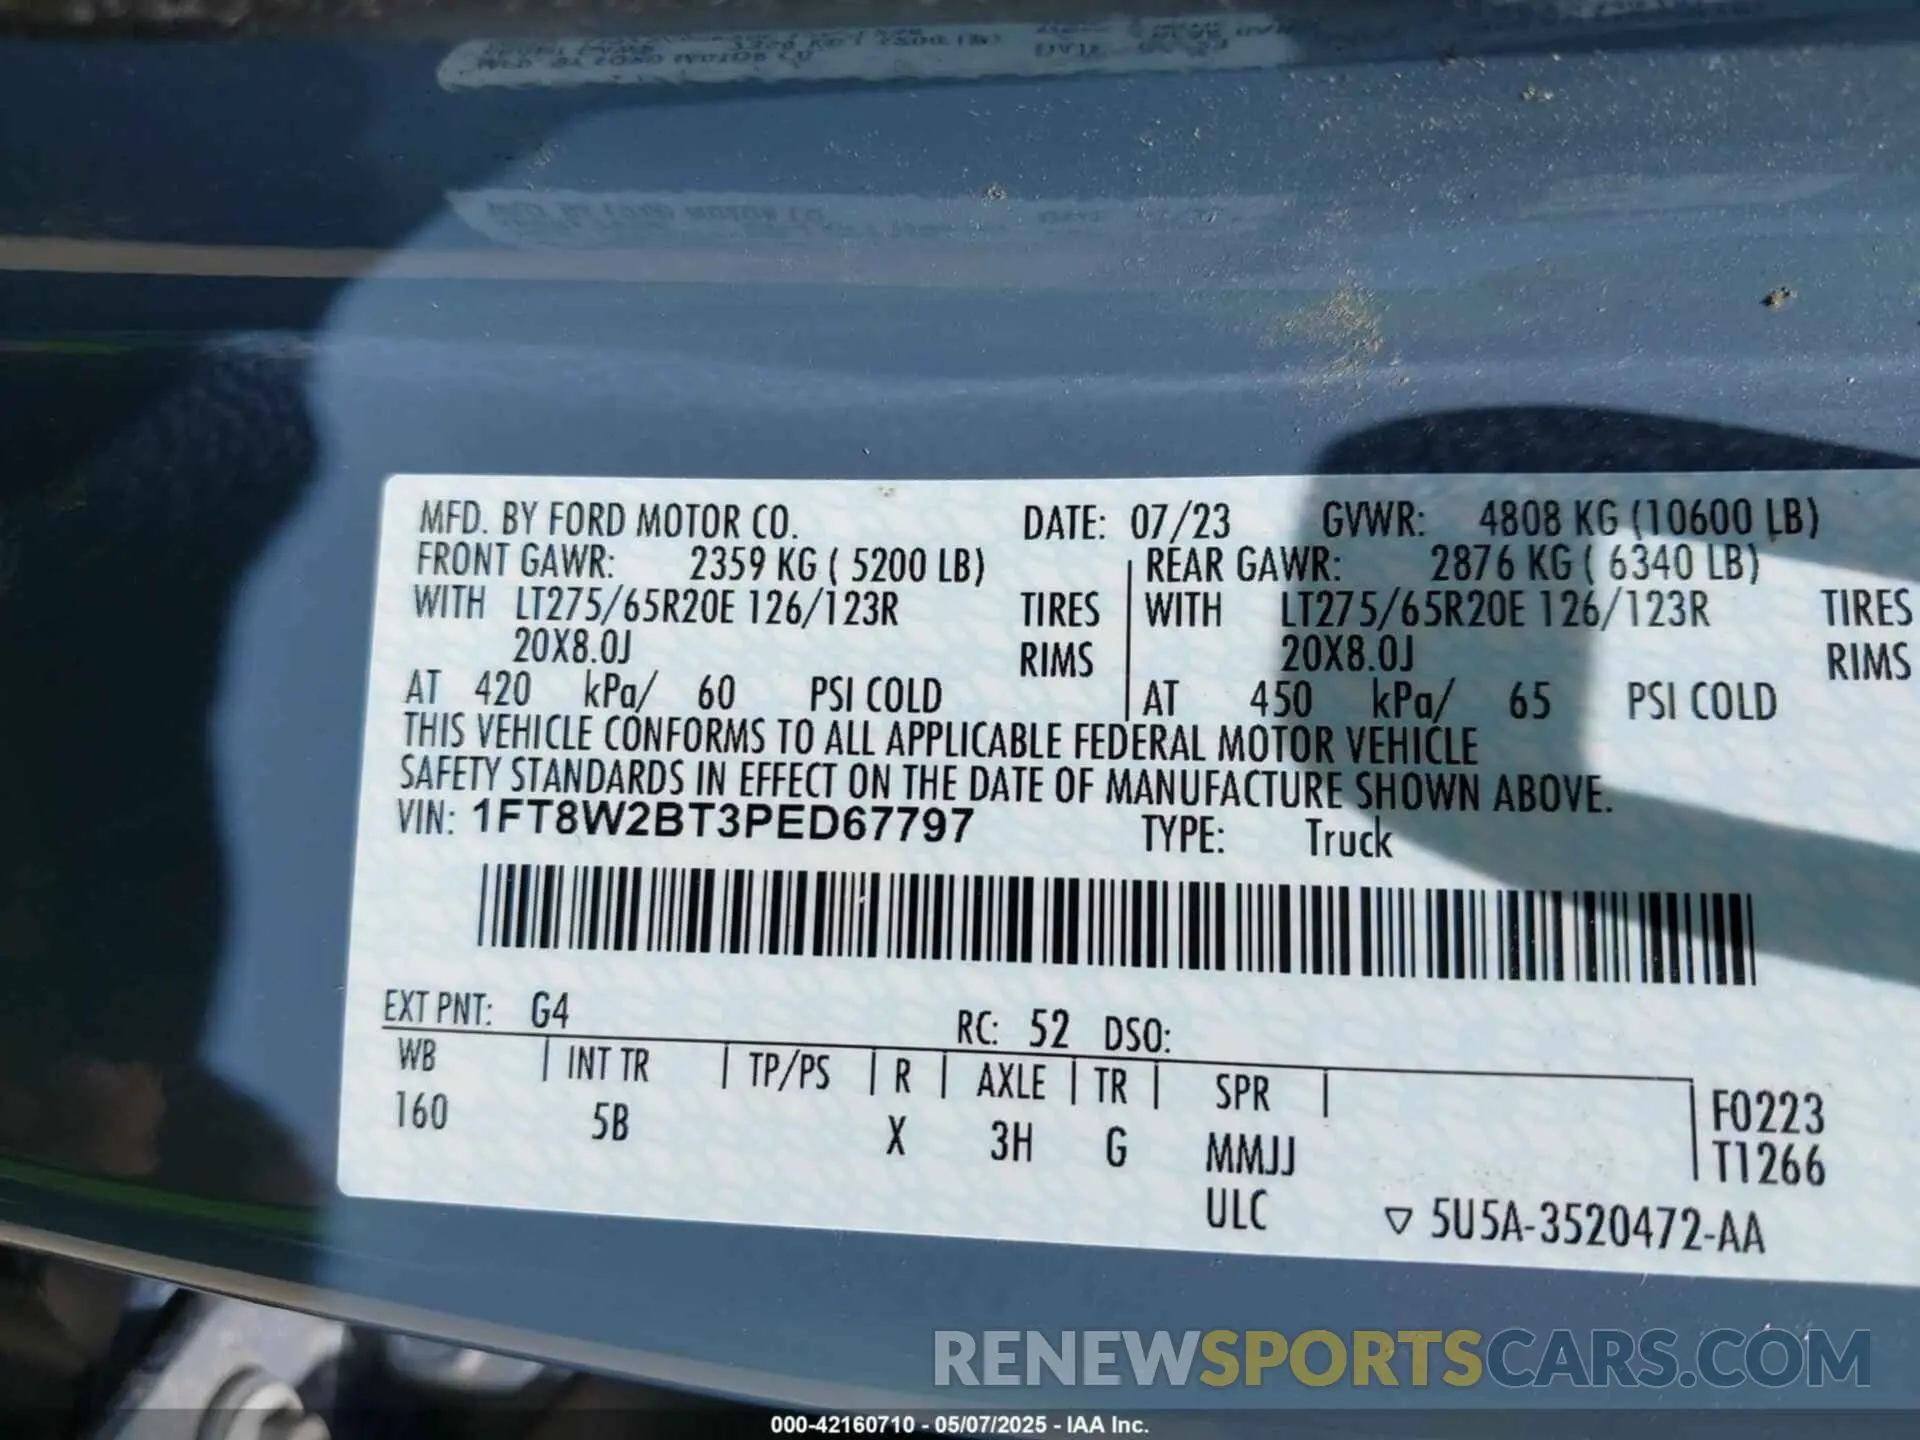 MFD. BY FORD MOTOR CO. DATE: 07/23 GVWR: 4808 KG (10600 LB)
FRONT GAWR: 2359 KG ( 5200 LB) REAR GAWR: 2876 KG ( 6340 LB)
WITH LT275/65R20E 126/123R TIRES WITH LT275/65R20E 126/123R TIRES
20X8.0J RIMS 20X8.0J RIMS
AT 420 kPa/ 60 PSI COLD AT 450 kPa/ 65 PSI COLD
THIS VEHICLE CONFORMS TO ALL APPLICABLE FEDERAL MOTOR VEHICLE
SAFETY STANDARDS IN EFFECT ON THE DATE OF MANUFACTURE SHOWN ABOVE.
VIN: 1FT8W2BT3PED67797 TYPE: Truck
EXT PNT: G4 RC: 52 DSO:
WB INT TR TP/PS R AXLE TR SPR F0223
160 5B X 3H G MMJJ T1266
ULC ▽ 5U5A-3520472-AA
RENEWSPORTSCARS.COM
000-42160710 - 05/07/2025 - IAA Inc.